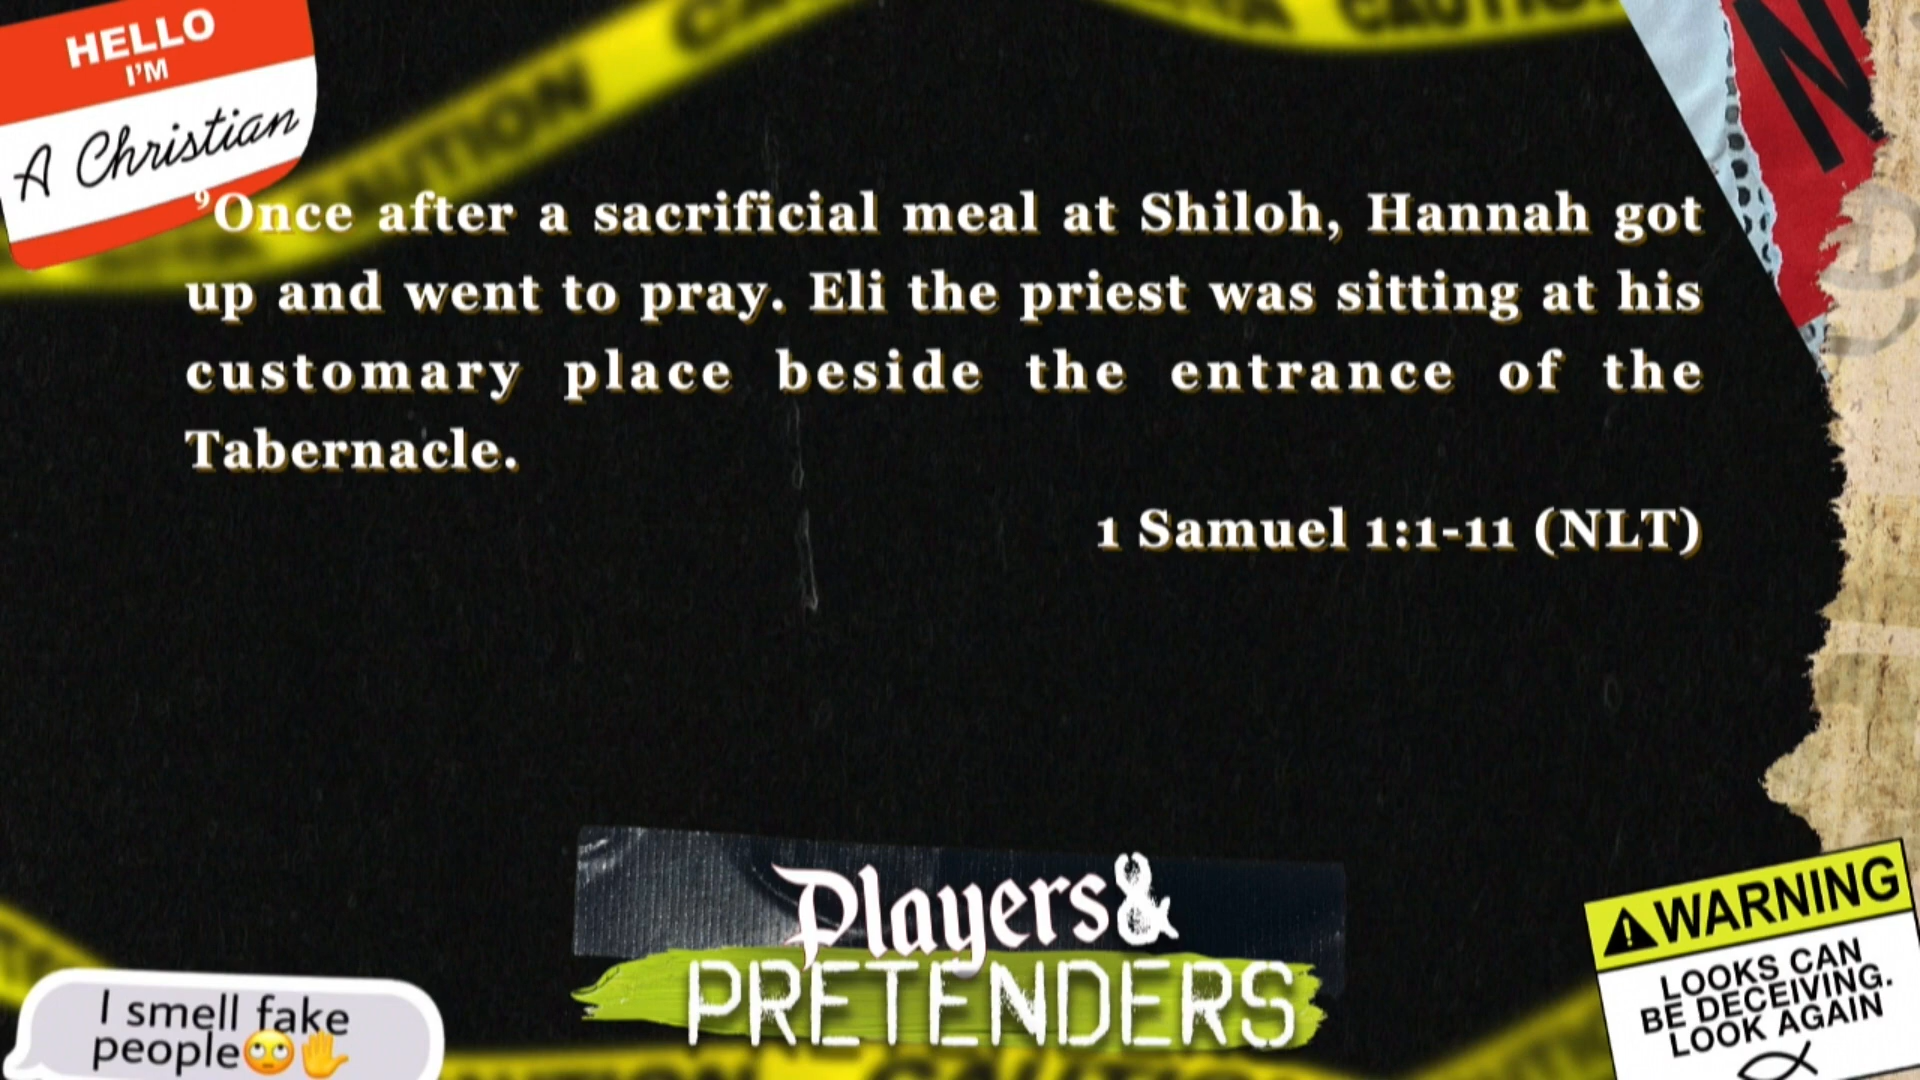 HELLO
I'M
A Christian
CAUTION
CAUTION
⁹Once after a sacrificial meal at Shiloh, Hannah got
up and went to pray. Eli the priest was sitting at his
customary place beside the entrance of the
Tabernacle.
1 Samuel 1:1-11 (NLT)
Players&
PRETENDERS
I smell fake
people🙄✋
WARNING
LOOKS CAN
BE DECEIVING.
LOOK AGAIN